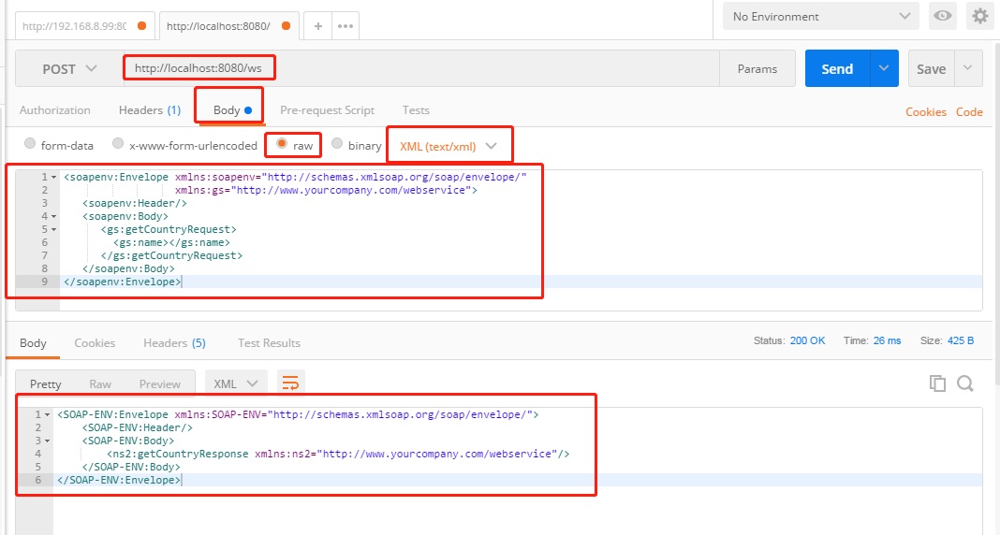 http://192.168.8.99:80 http://localhost:8080/ + ••• No Environment
POST http://localhost:8080/ws Params Send Save
Authorization Headers (1) Body Pre-request Script Tests Cookies Code
form-data x-www-form-urlencoded raw binary XML (text/xml)
1 <soapenv:Envelope xmlns:soapenv="http://schemas.xmlsoap.org/soap/envelope/"
2 xmlns:gs="http://www.yourcompany.com/webservice">
3 <soapenv:Header/>
4 <soapenv:Body>
5 <gs:getCountryRequest>
6 <gs:name></gs:name>
7 </gs:getCountryRequest>
8 </soapenv:Body>
9 </soapenv:Envelope>
Body Cookies Headers (5) Test Results Status: 200 OK Time: 26 ms Size: 425 B
Pretty Raw Preview XML
1 <SOAP-ENV:Envelope xmlns:SOAP-ENV="http://schemas.xmlsoap.org/soap/envelope/">
2 <SOAP-ENV:Header/>
3 <SOAP-ENV:Body>
4 <ns2:getCountryResponse xmlns:ns2="http://www.yourcompany.com/webservice"/>
5 </SOAP-ENV:Body>
6 </SOAP-ENV:Envelope>